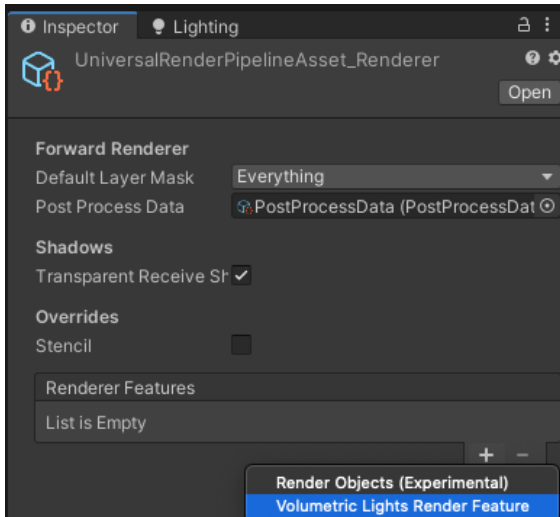 Inspector Lighting
UniversalRenderPipelineAsset_Renderer
Open
Forward Renderer
Default Layer Mask Everything
Post Process Data PostProcessData (PostProcessDat
Shadows
Transparent Receive Sh
Overrides
Stencil
Renderer Features
List is Empty
+ −
Render Objects (Experimental)
Volumetric Lights Render Feature